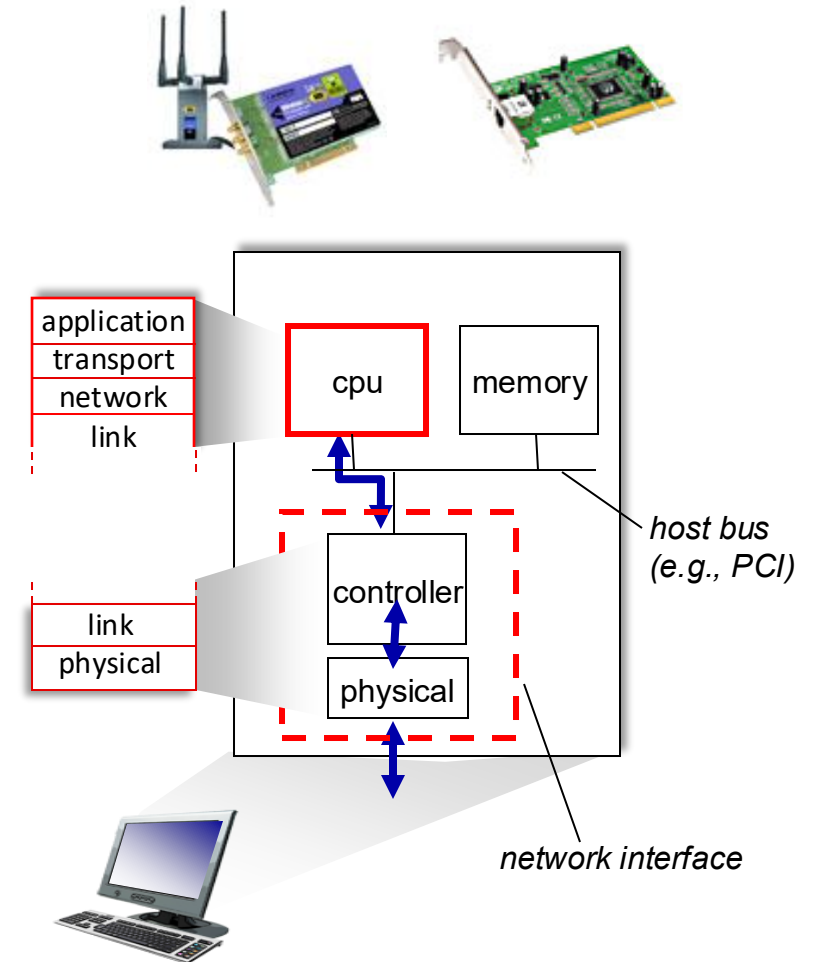 application
transport
network
link
cpu
memory
host bus
(e.g., PCI)
controller
link
physical
physical
network interface